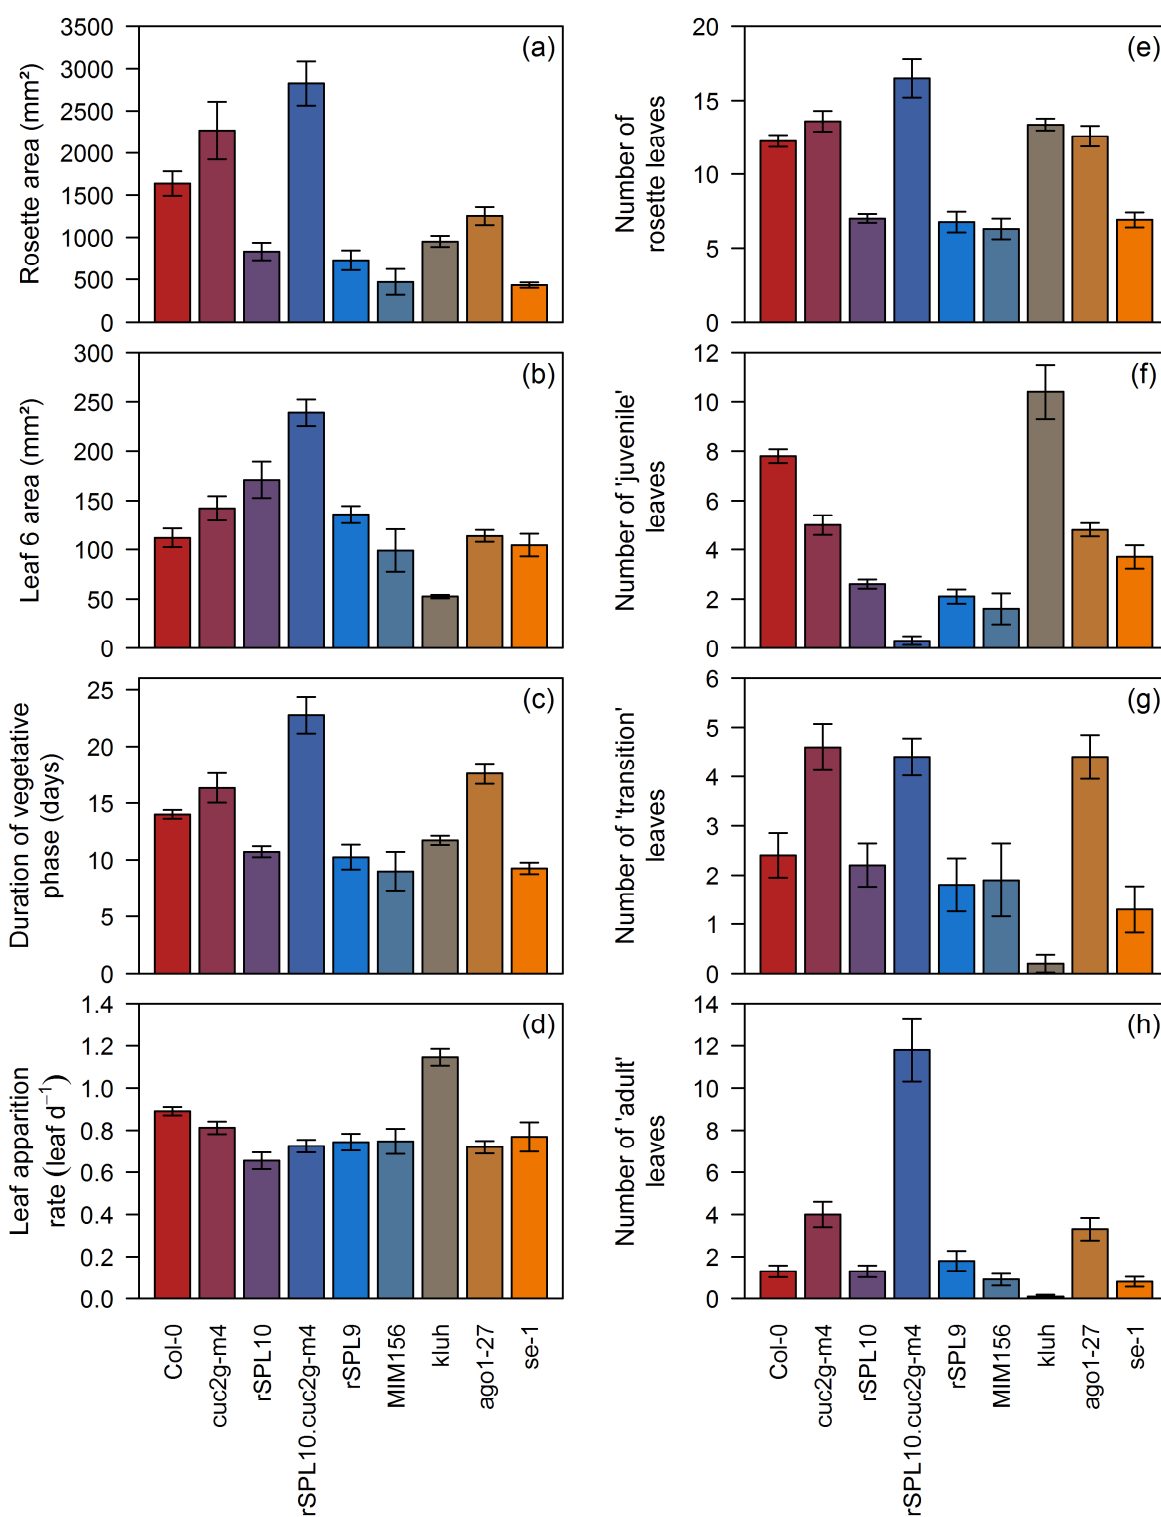 Rosette area (mm²)
3500
3000
2500
2000
1500
1000
500
0
(a)
Number of
rosette leaves
20
15
10
5
0
(e)
Leaf 6 area (mm²)
300
250
200
150
100
50
0
(b)
Number of 'juvenile'
leaves
12
10
8
6
4
2
0
(f)
Duration of vegetative
phase (days)
25
20
15
10
5
0
(c)
Number of 'transition'
leaves
6
5
4
3
2
1
0
(g)
Leaf apparition
rate (leaf d⁻¹)
1.4
1.2
1.0
0.8
0.6
0.4
0.2
0.0
(d)
Number of 'adult'
leaves
14
12
10
8
6
4
2
0
(h)
Col-0
cuc2g-m4
rSPL10
rSPL10.cuc2g-m4
rSPL9
MIM156
kluh
ago1-27
se-1
Col-0
cuc2g-m4
rSPL10
rSPL10.cuc2g-m4
rSPL9
MIM156
kluh
ago1-27
se-1